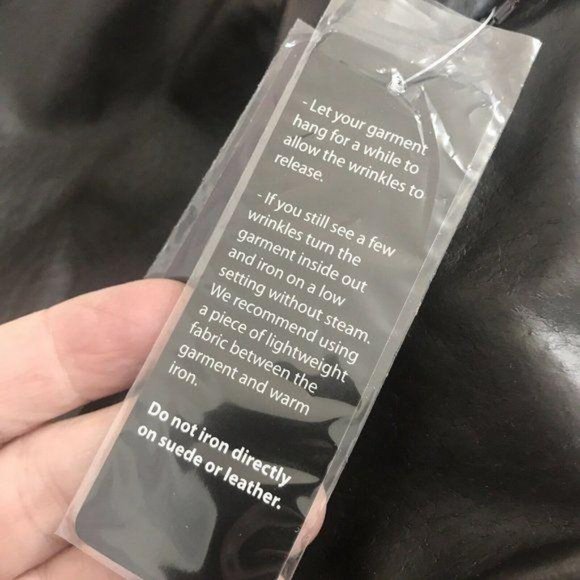 - Let your garment
hang for a while to
allow the wrinkles to
release.
- If you still see a few
wrinkles turn the
garment inside out
and iron on a low
setting without steam.
We recommend using
a piece of lightweight
fabric between the
garment and warm
iron.
Do not iron directly
on suede or leather.